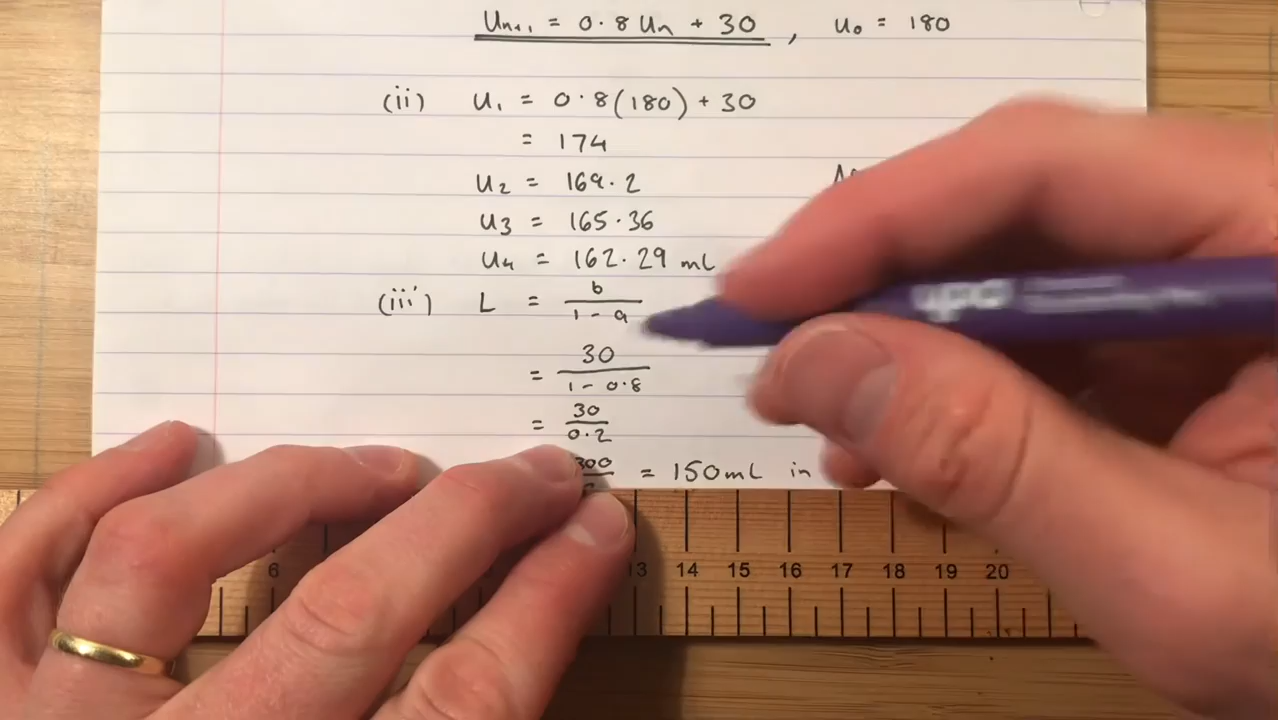 Un+1 = 0.8 Un + 30 , u0 = 180
(ii) u1 = 0.8(180) + 30
= 174
u2 = 169.2
u3 = 165.36
u4 = 162.29 mL
(iii) L = b / 1 - a
= 30 / 1 - 0.8
= 30 / 0.2
300 = 150mL in
6 13 14 15 16 17 18 19 20